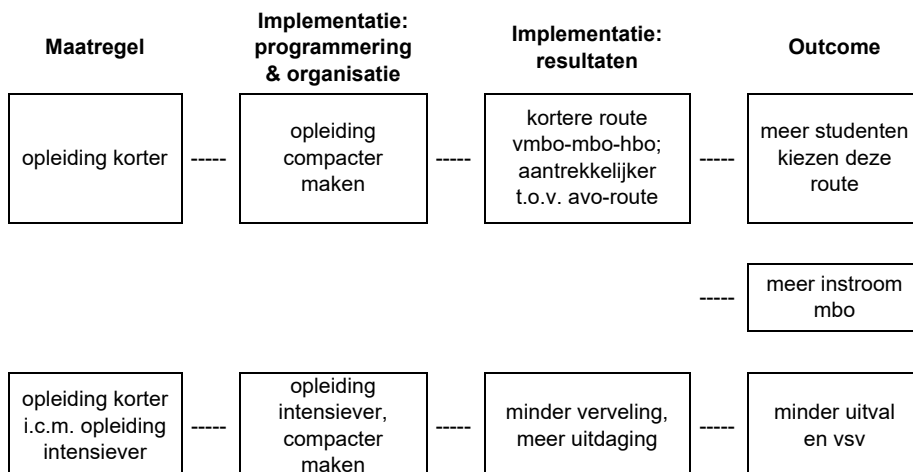 Maatregel
Implementatie:
programmering
& organisatie
Implementatie:
resultaten
Outcome
opleiding korter
-----
opleiding
compacter
maken
-----
kortere route
vmbo-mbo-hbo;
aantrekkelijker
t.o.v. avo-route
-----
meer studenten
kiezen deze
route
-----
meer instroom
mbo
opleiding korter
i.c.m. opleiding
intensiever
-----
opleiding
intensiever,
compacter
maken
-----
minder verveling,
meer uitdaging
-----
minder uitval
en vsv